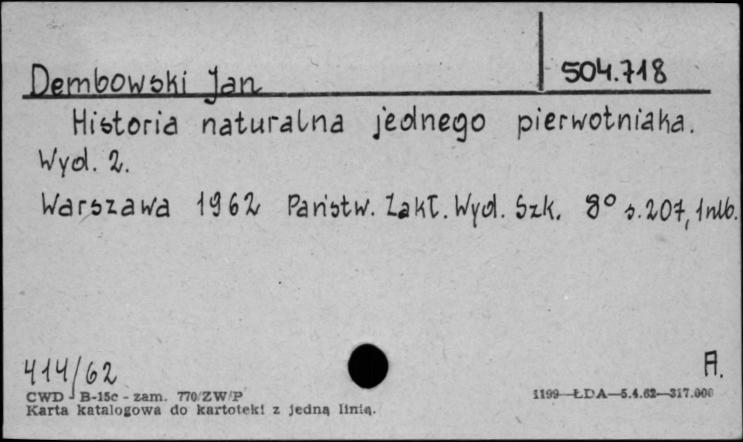 504.718
Dembowski Jan
Historia naturalna jednego pierwotniaka.
Wyd. 2.
Warszawa 1962 Państw. Zakł. Wyd. Szk. 8° s.207, 1 nlb.
414/62
A.
CWD - B-15c - zam. 770/ZW/P
1199—ŁDA—5.4.62—317.000
Karta katalogowa do kartoteki z jedną linią.